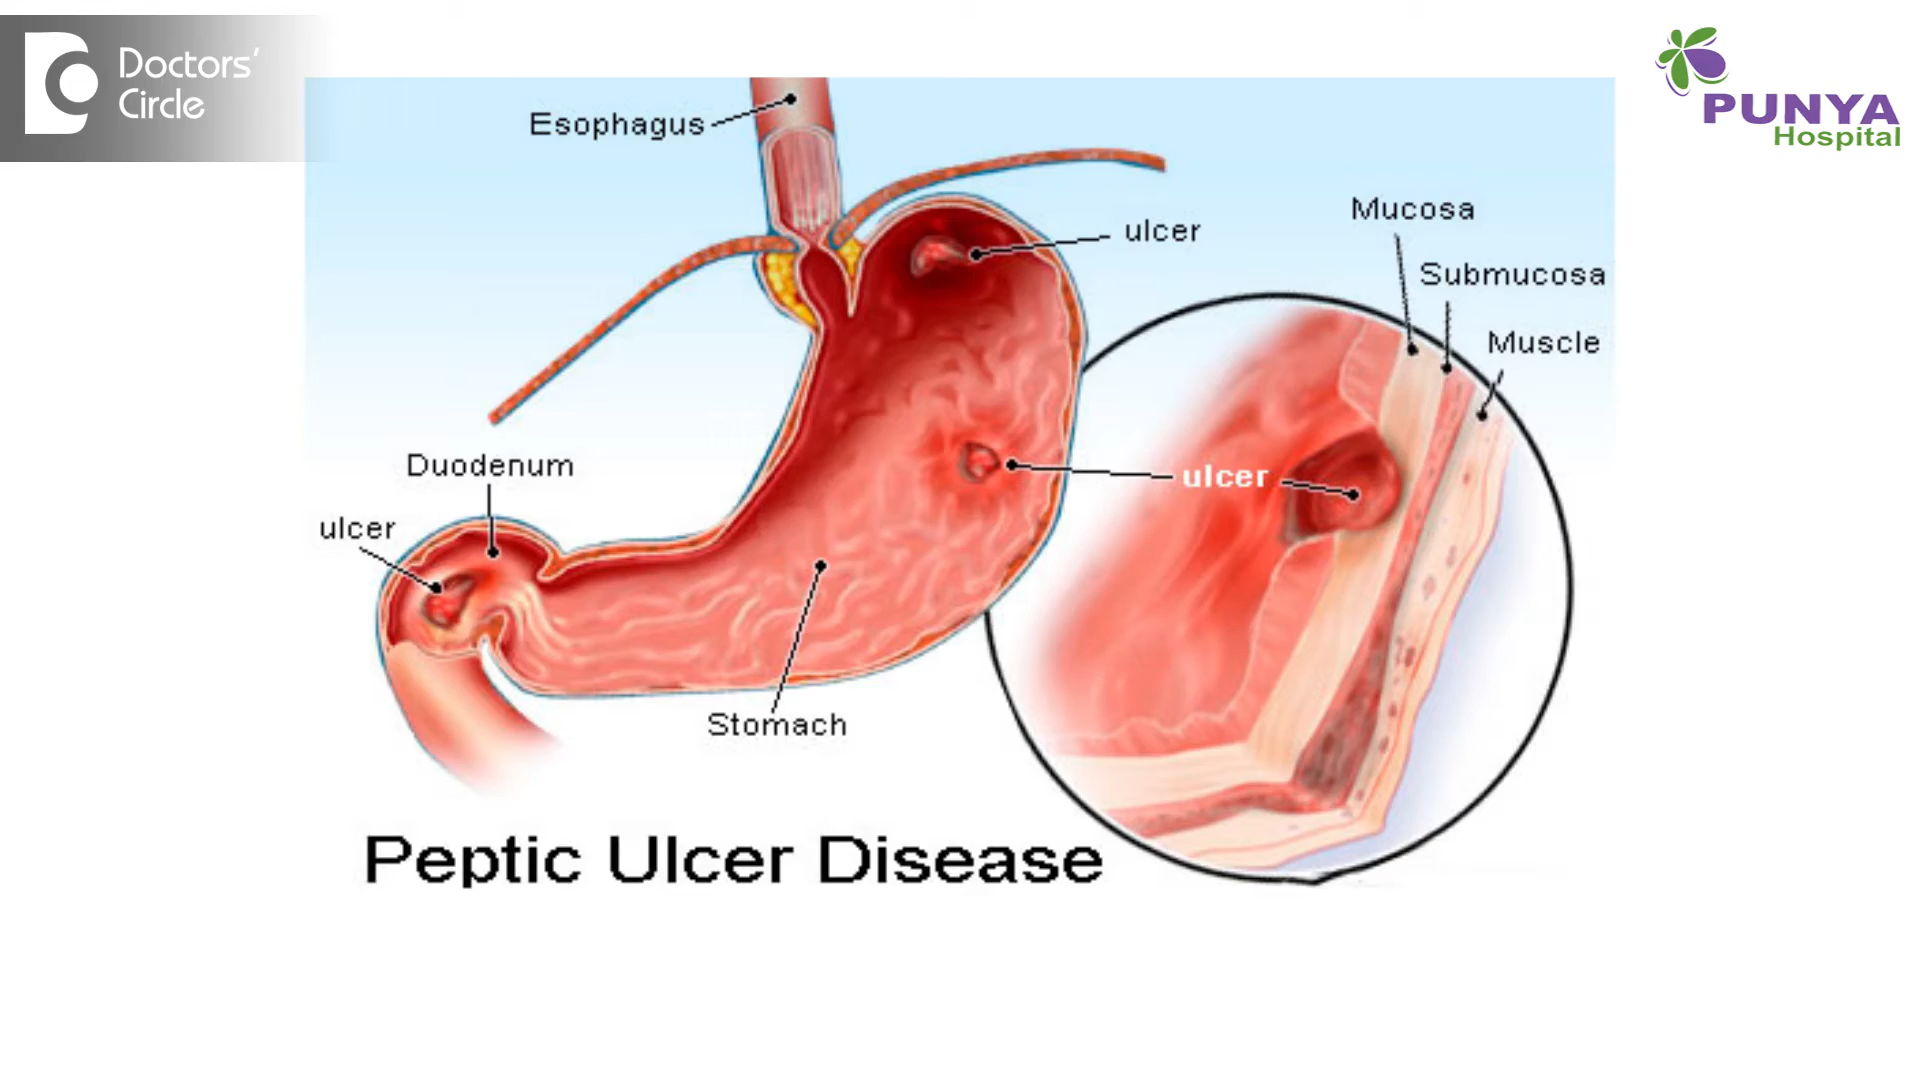 Doctors'
Circle
PUNYA
Hospital
Esophagus
ulcer
Mucosa
Submucosa
Muscle
Duodenum
ulcer
ulcer
Stomach
Peptic Ulcer Disease